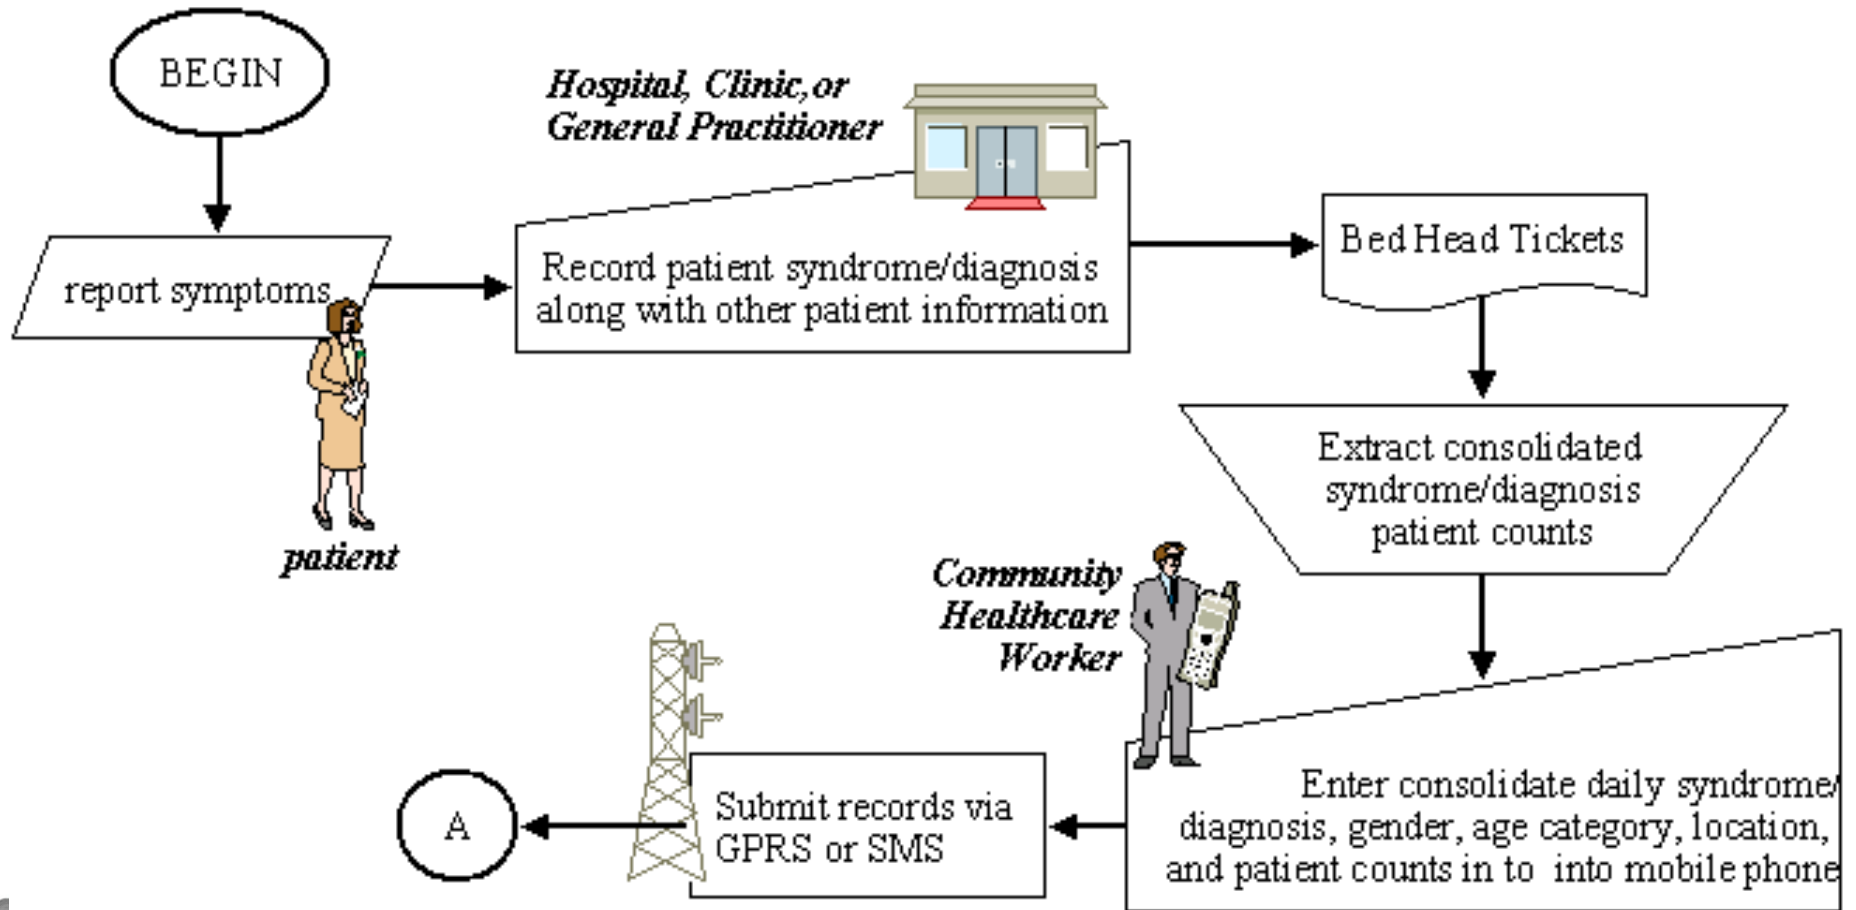 BEGIN
Hospital, Clinic, or
General Practitioner
report symptoms
patient
Record patient syndrome/diagnosis
along with other patient information
Bed Head Tickets
Extract consolidated
syndrome/diagnosis
patient counts
Community
Healthcare
Worker
Enter consolidate daily syndrome/
diagnosis, gender, age category, location,
and patient counts in to into mobile phone
Submit records via
GPRS or SMS
A